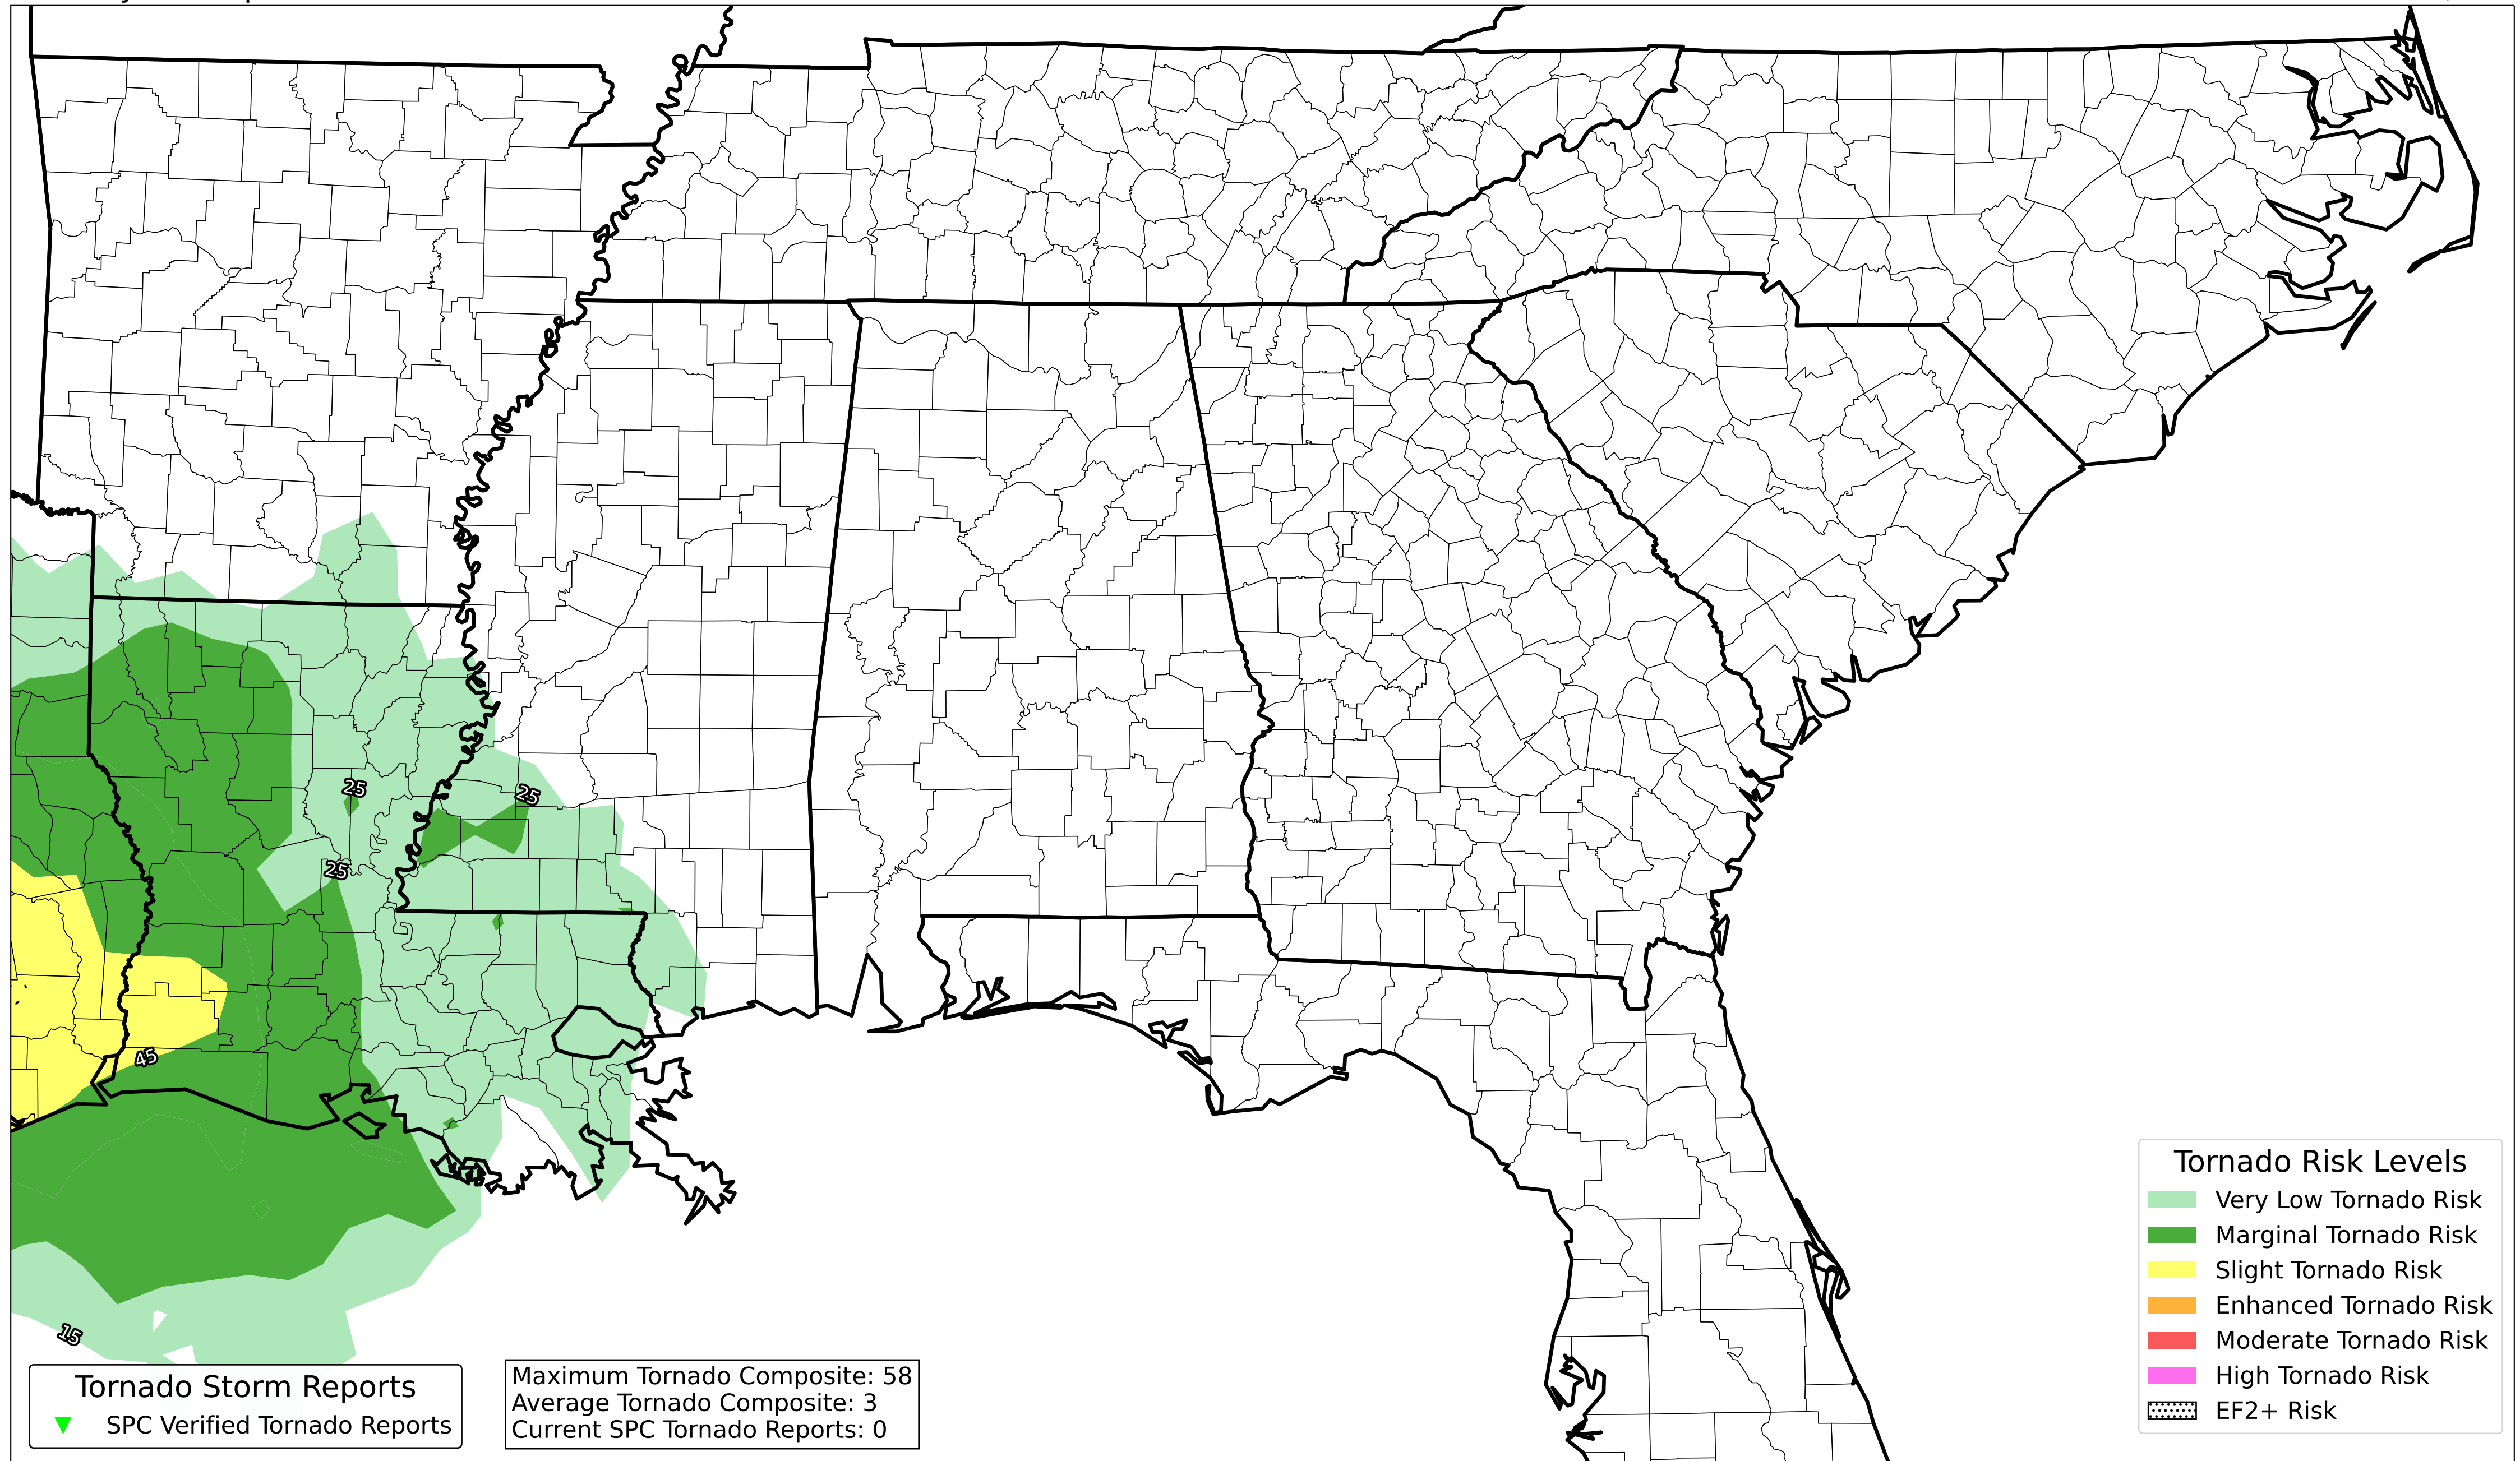 25
25
25
45
15
Tornado Storm Reports
SPC Verified Tornado Reports
Maximum Tornado Composite: 58
Average Tornado Composite: 3
Current SPC Tornado Reports: 0
Tornado Risk Levels
Very Low Tornado Risk
Marginal Tornado Risk
Slight Tornado Risk
Enhanced Tornado Risk
Moderate Tornado Risk
High Tornado Risk
EF2+ Risk